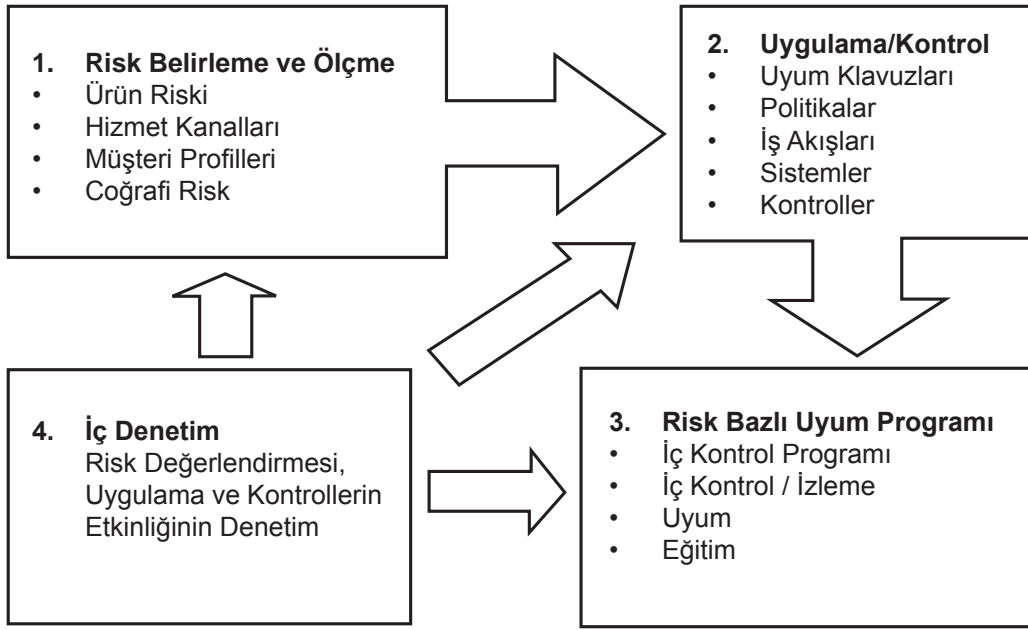 1. Risk Belirleme ve Ölçme
• Ürün Riski
• Hizmet Kanalları
• Müşteri Profilleri
• Coğrafi Risk
2. Uygulama/Kontrol
• Uyum Klavuzları
• Politikalar
• İş Akışları
• Sistemler
• Kontroller
4. İç Denetim
Risk Değerlendirmesi,
Uygulama ve Kontrollerin
Etkinliğinin Denetim
3. Risk Bazlı Uyum Programı
• İç Kontrol Programı
• İç Kontrol / İzleme
• Uyum
• Eğitim